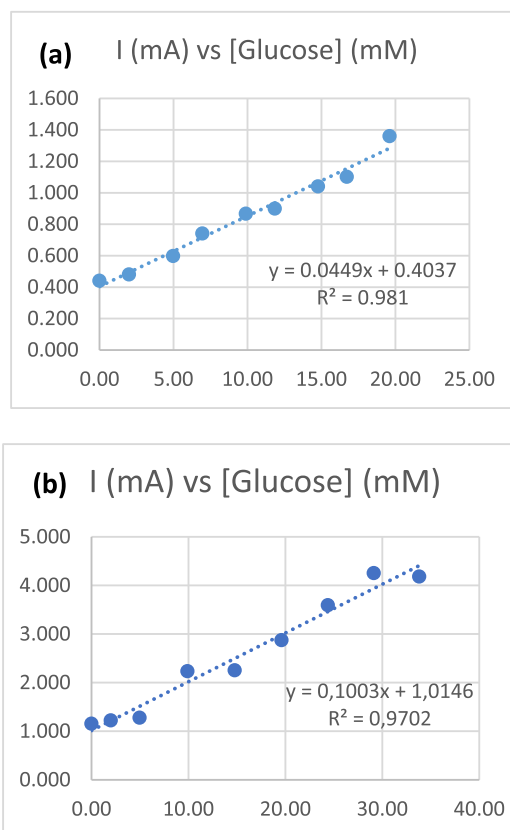 (a) I (mA) vs [Glucose] (mM)
1.600
1.400
1.200
1.000
0.800
0.600
0.400
0.200
0.000
y = 0.0449x + 0.4037
R² = 0.981
0.00 5.00 10.00 15.00 20.00 25.00
(b) I (mA) vs [Glucose] (mM)
5.000
4.000
3.000
2.000
1.000
0.000
y = 0,1003x + 1,0146
R² = 0,9702
0.00 10.00 20.00 30.00 40.00